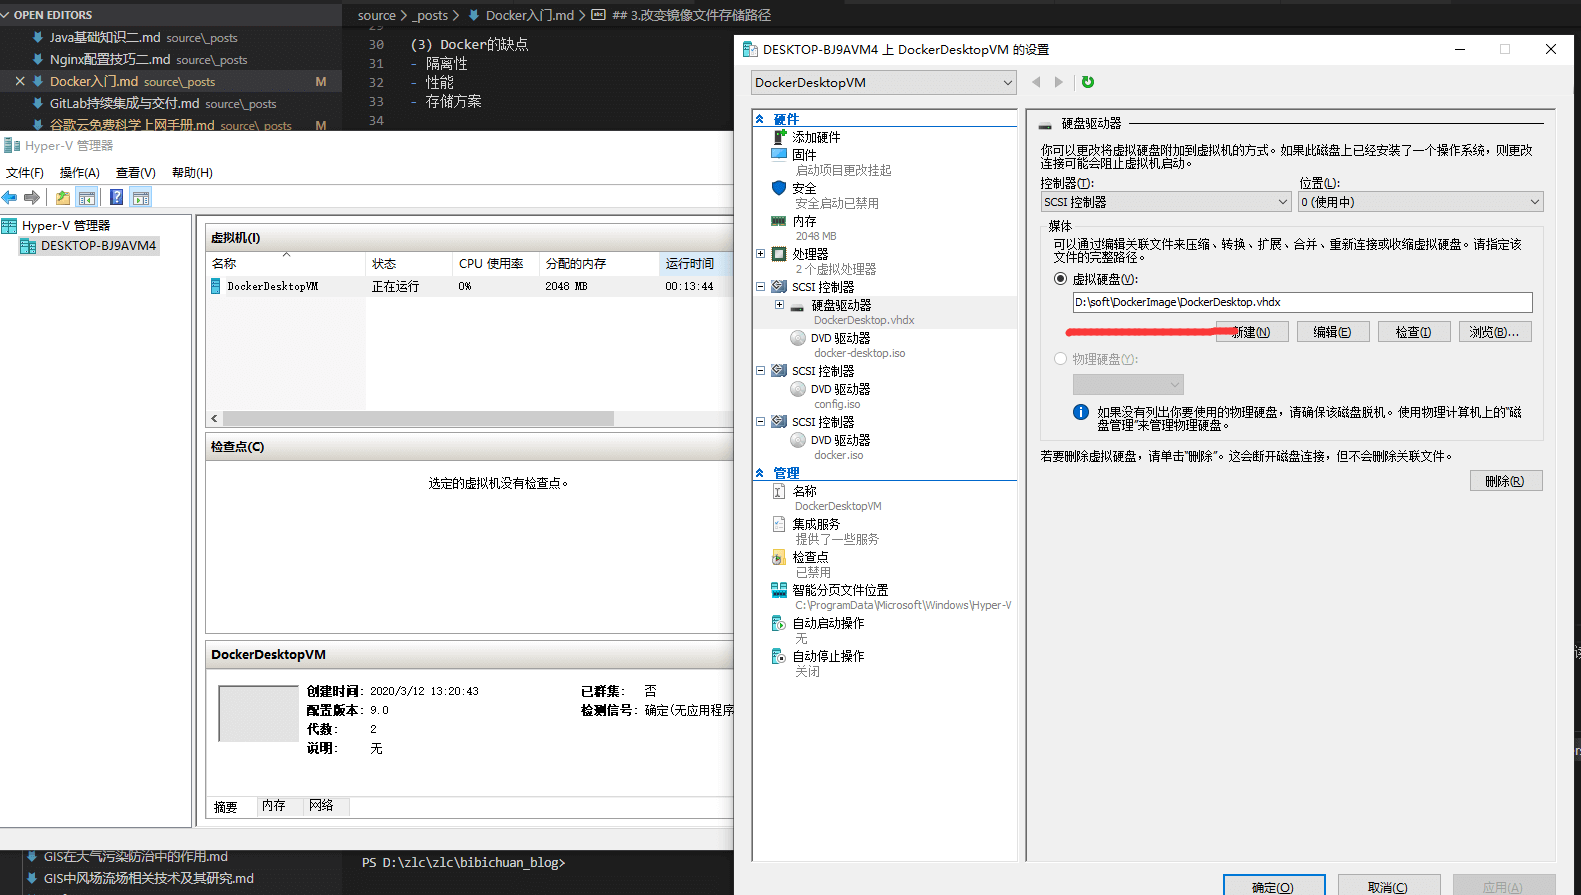 OPEN EDITORS
Java基础知识二.md source\_posts
Nginx配置技巧二.md source\_posts
Docker入门.md source\_posts M
GitLab持续集成与交付.md source\_posts
谷歌云免费科学上网手册.md source\_posts M
source > _posts > Docker入门.md > ## 3.改变镜像文件存储路径
30 (3) Docker的缺点
31 - 隔离性
32 - 性能
33 - 存储方案
34
Hyper-V 管理器
文件(F) 操作(A) 查看(V) 帮助(H)
Hyper-V 管理器
DESKTOP-BJ9AVM4
虚拟机(I)
名称 状态 CPU 使用率 分配的内存 运行时间
DockerDesktopVM 正在运行 0% 2048 MB 00:13:44
检查点(C)
选定的虚拟机没有检查点。
DockerDesktopVM
创建时间: 2020/3/12 13:20:43 已群集: 否
配置版本: 9.0 检测信号: 确定(无应用程序
代数: 2
说明: 无
摘要 内存 网络
GIS在大气污染防治中的作用.md
GIS中风场流场相关技术及其研究.md
PS D:\zlc\zlc\bibichuan_blog>
DESKTOP-BJ9AVM4 上 DockerDesktopVM 的设置
DockerDesktopVM
硬件
添加硬件
固件
启动项目更改挂起
安全
安全启动已禁用
内存
2048 MB
处理器
2 个虚拟处理器
SCSI 控制器
硬盘驱动器
DockerDesktop.vhdx
DVD 驱动器
docker-desktop.iso
SCSI 控制器
DVD 驱动器
config.iso
SCSI 控制器
DVD 驱动器
docker.iso
管理
名称
DockerDesktopVM
集成服务
提供了一些服务
检查点
已禁用
智能分页文件位置
C:\ProgramData\Microsoft\Windows\Hyper-V
自动启动操作
无
自动停止操作
关闭
硬盘驱动器
你可以更改将虚拟硬盘附加到虚拟机的方式。如果此磁盘上已经安装了一个操作系统，则更改
连接可能会阻止虚拟机启动。
控制器(T): 位置(L):
SCSI 控制器 0 (使用中)
媒体
可以通过编辑关联文件来压缩、转换、扩展、合并、重新连接或收缩虚拟硬盘。请指定该
文件的完整路径。
虚拟硬盘(V):
D:\soft\DockerImage\DockerDesktop.vhdx
新建(N) 编辑(E) 检查(I) 浏览(B)...
物理硬盘(Y):
如果没有列出你要使用的物理硬盘，请确保该磁盘脱机。使用物理计算机上的"磁
盘管理"来管理物理硬盘。
若要删除虚拟硬盘，请单击"删除"。这会断开磁盘连接，但不会删除关联文件。
删除(R)
确定(O) 取消(C) 应用(A)